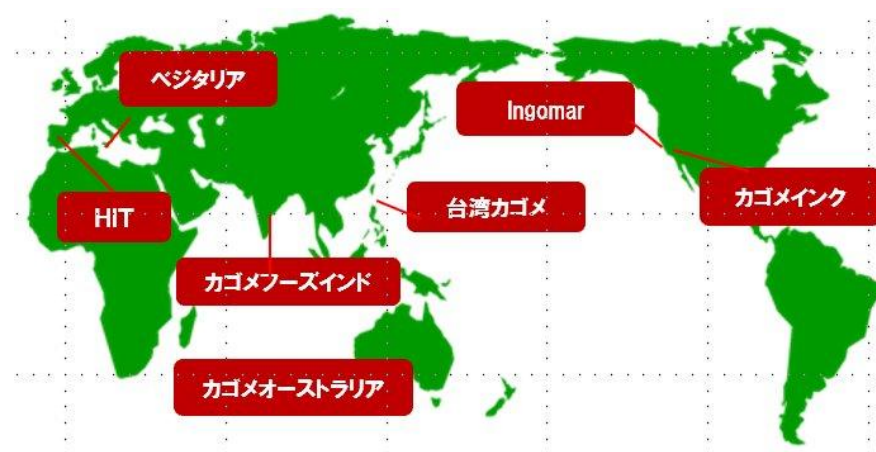 ベジタリア
Ingomar
カゴメインク
HIT
台湾カゴメ
カゴメフーズインド
カゴメオーストラリア